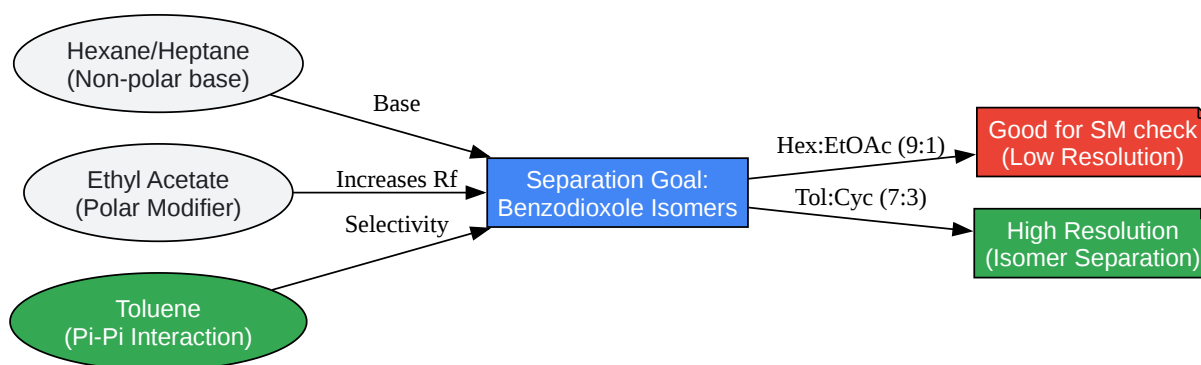 Hexane/Heptane
(Non-polar base)
Base
Ethyl Acetate
(Polar Modifier)
Increases Rf
Selectivity
Toluene
(Pi-Pi Interaction)
Separation Goal:
Benzodioxole Isomers
Hex:EtOAc (9:1)
Tol:Cyc (7:3)
Good for SM check
(Low Resolution)
High Resolution
(Isomer Separation)